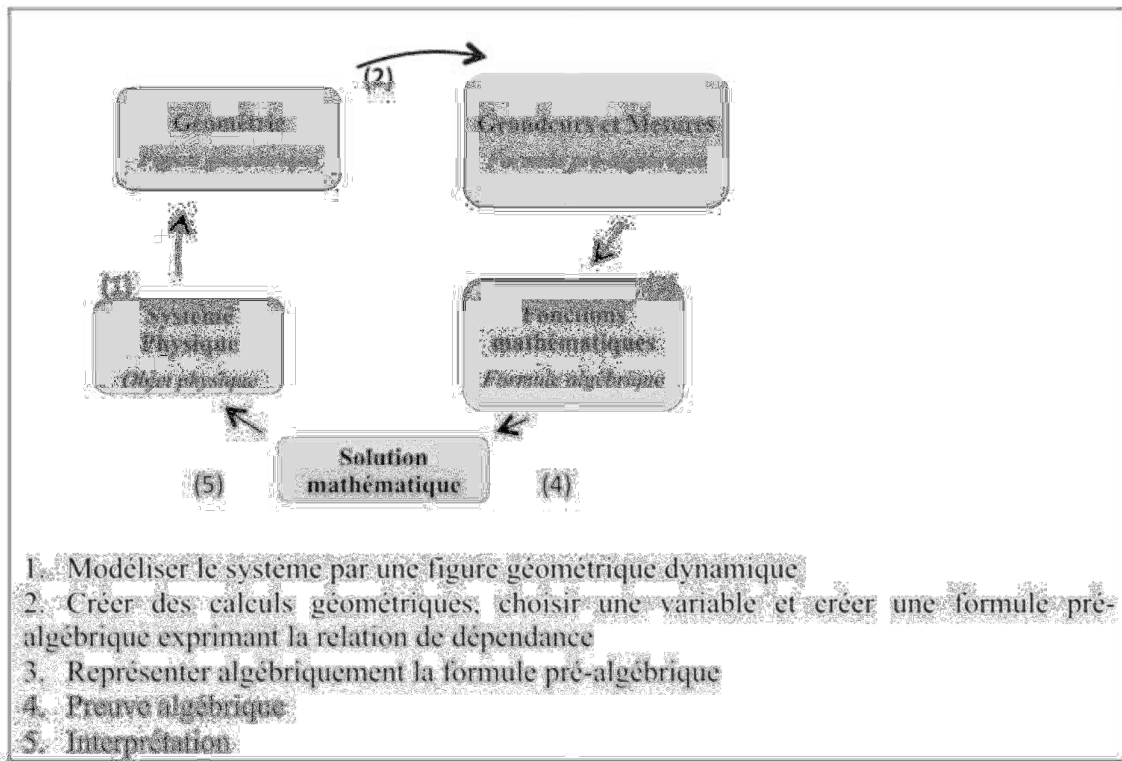 (2)
Géométrie
Figure géométrique
Grandeurs et Mesures
Formule pré-algébrique
(1)
Système
Physique
Objet physique
Fonctions
mathématiques
Formule algébrique
Solution
mathématique
(5)
(4)
1. Modéliser le système par une figure géométrique dynamique
2. Créer des calculs géométriques, choisir une variable et créer une formule pré-
algébrique exprimant la relation de dépendance
3. Représenter algébriquement la formule pré-algébrique
4. Preuve algébrique
5. Interprétation